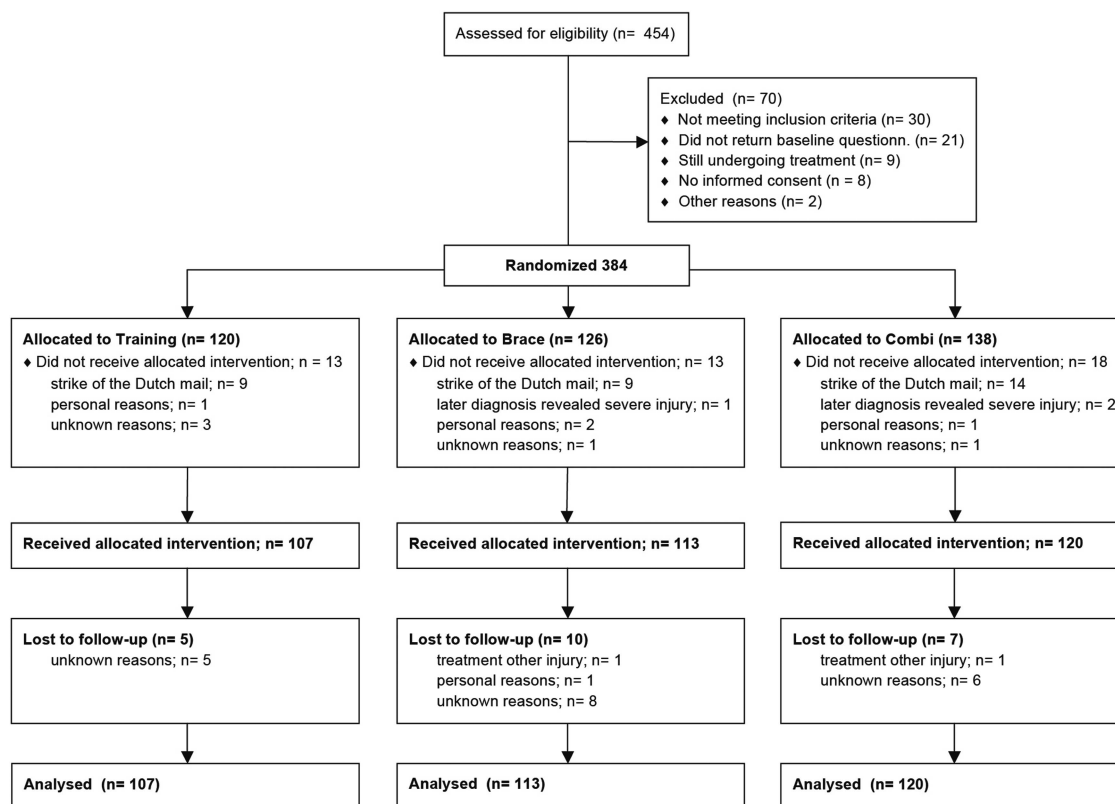 Assessed for eligibility (n= 454)
Excluded (n= 70)
♦ Not meeting inclusion criteria (n= 30)
♦ Did not return baseline questionn. (n= 21)
♦ Still undergoing treatment (n= 9)
♦ No informed consent (n = 8)
♦ Other reasons (n= 2)
Randomized 384
Allocated to Training (n= 120)
♦ Did not receive allocated intervention; n = 13
strike of the Dutch mail; n= 9
personal reasons; n= 1
unknown reasons; n= 3
Allocated to Brace (n= 126)
♦ Did not receive allocated intervention; n= 13
strike of the Dutch mail; n= 9
later diagnosis revealed severe injury; n= 1
personal reasons; n= 2
unknown reasons; n= 1
Allocated to Combi (n= 138)
♦ Did not receive allocated intervention; n= 18
strike of the Dutch mail; n= 14
later diagnosis revealed severe injury; n= 2
personal reasons; n= 1
unknown reasons; n= 1
Received allocated intervention; n= 107
Received allocated intervention; n= 113
Received allocated intervention; n= 120
Lost to follow-up (n= 5)
unknown reasons; n= 5
Lost to follow-up (n= 10)
treatment other injury; n= 1
personal reasons; n= 1
unknown reasons; n= 8
Lost to follow-up (n= 7)
treatment other injury; n= 1
unknown reasons; n= 6
Analysed (n= 107)
Analysed (n= 113)
Analysed (n= 120)